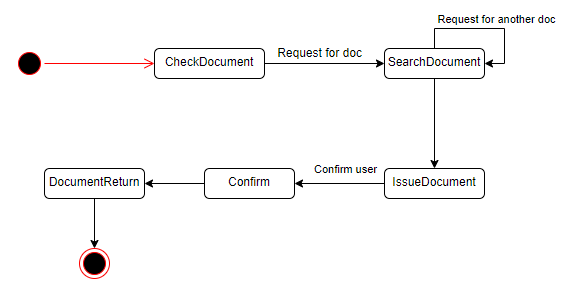 Request for another doc
CheckDocument
Request for doc
SearchDocument
DocumentReturn
Confirm
Confirm user
IssueDocument